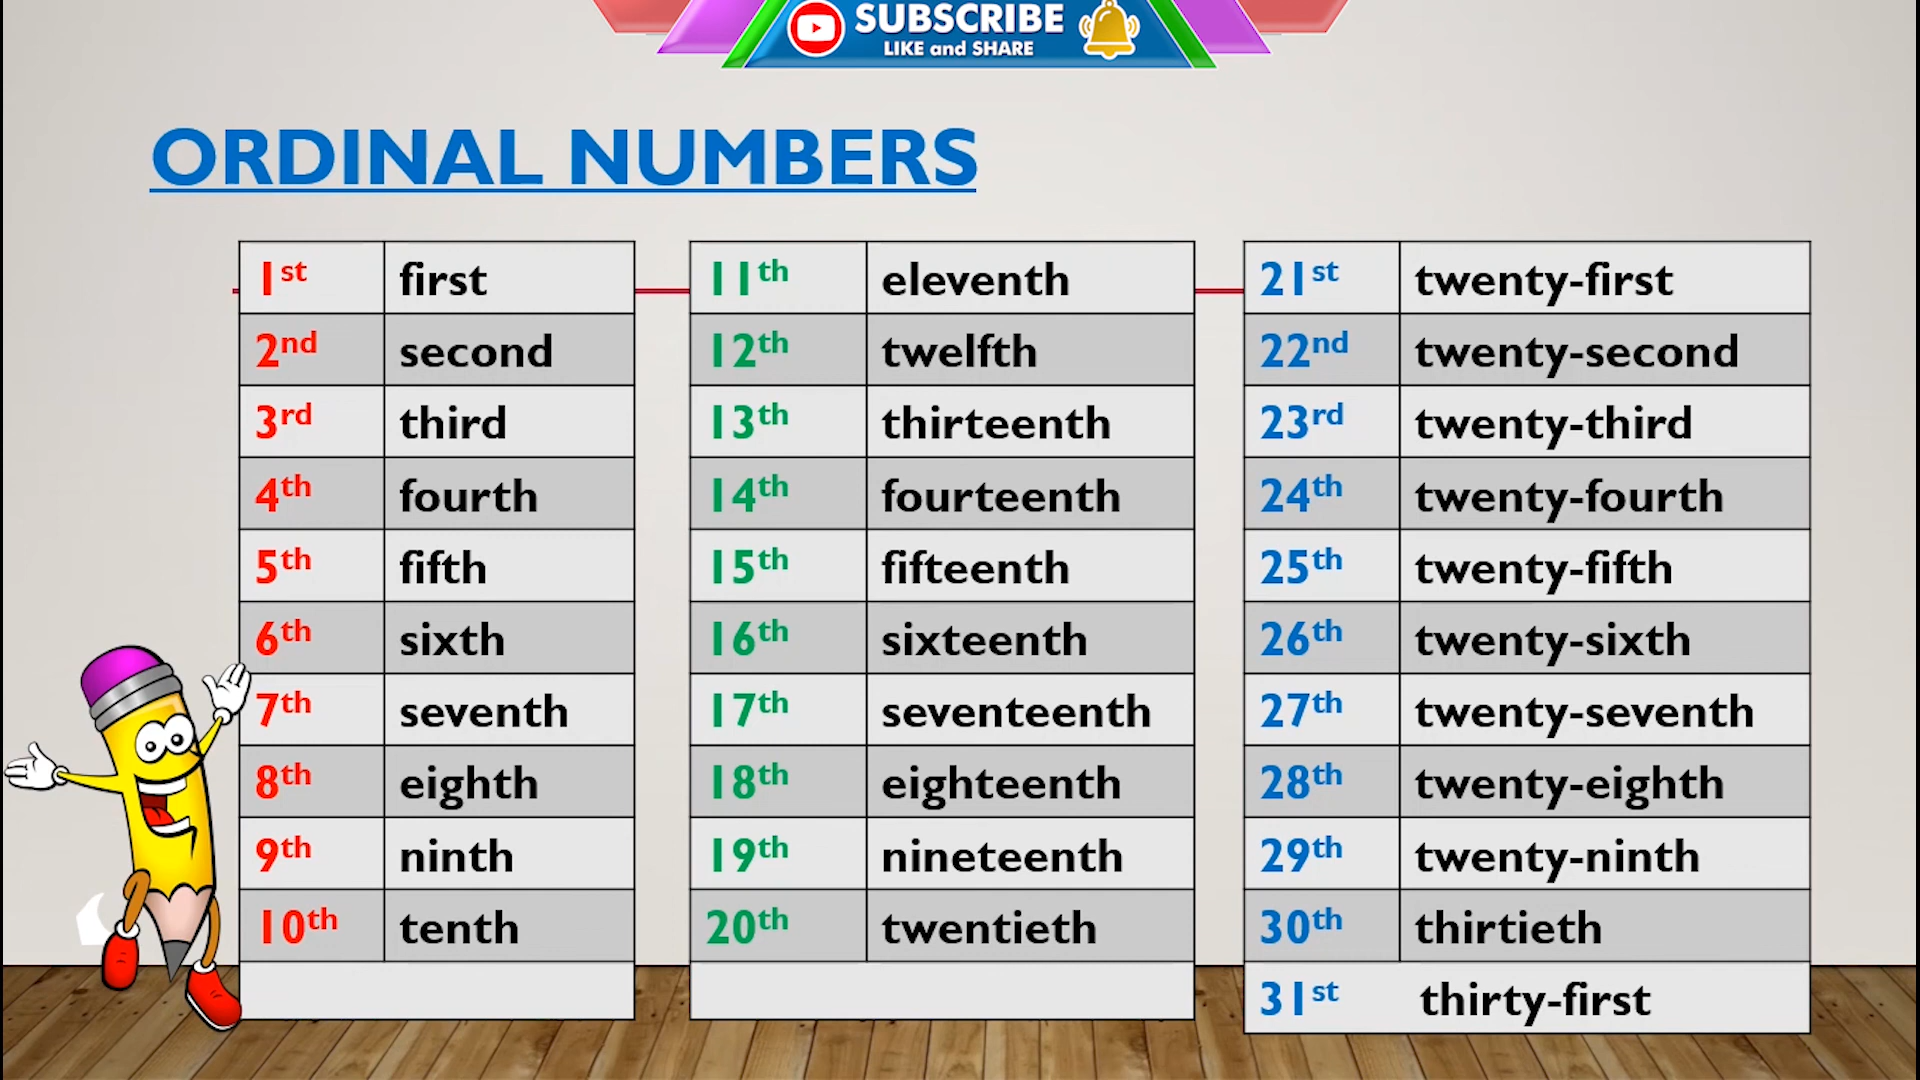 SUBSCRIBE
LIKE and SHARE
ORDINAL NUMBERS
1st first
2nd second
3rd third
4th fourth
5th fifth
6th sixth
7th seventh
8th eighth
9th ninth
10th tenth
11th eleventh
12th twelfth
13th thirteenth
14th fourteenth
15th fifteenth
16th sixteenth
17th seventeenth
18th eighteenth
19th nineteenth
20th twentieth
21st twenty-first
22nd twenty-second
23rd twenty-third
24th twenty-fourth
25th twenty-fifth
26th twenty-sixth
27th twenty-seventh
28th twenty-eighth
29th twenty-ninth
30th thirtieth
31st thirty-first